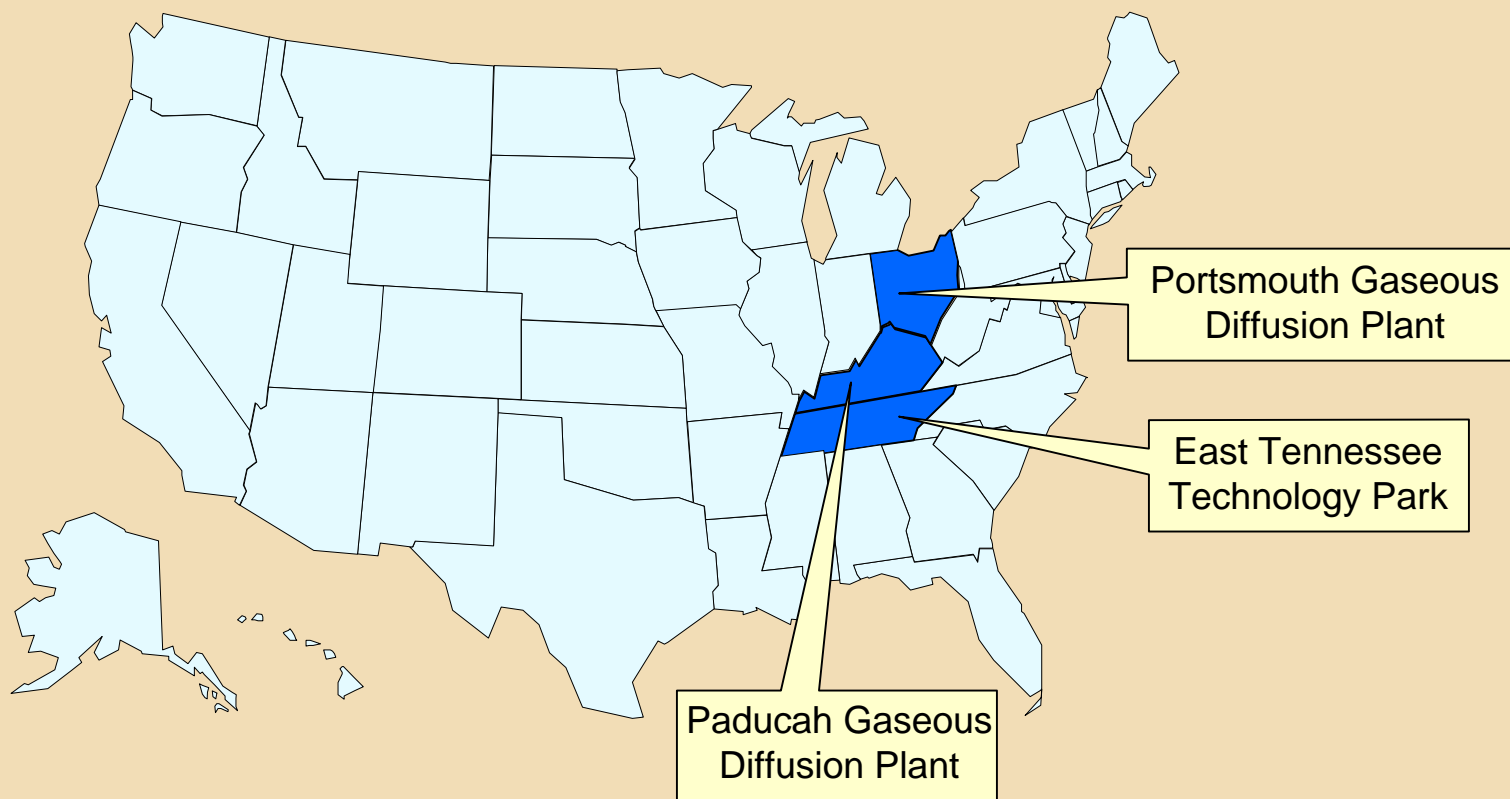 Portsmouth Gaseous
Diffusion Plant
East Tennessee
Technology Park
Paducah Gaseous
Diffusion Plant